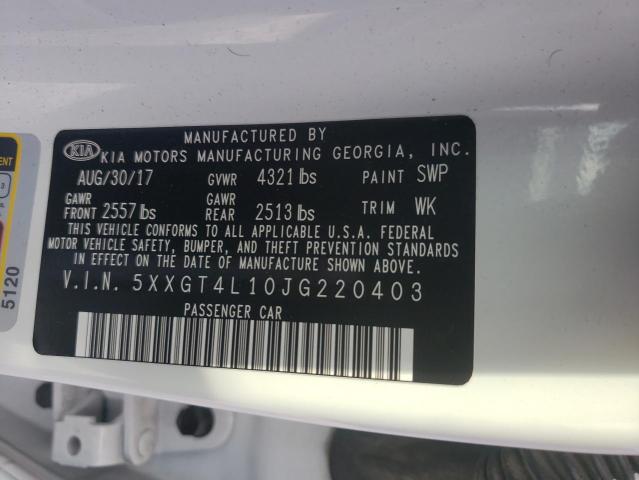 MANUFACTURED BY
KIA KIA MOTORS MANUFACTURING GEORGIA, INC.
AUG/30/17 GVWR 4321 lbs PAINT SWP
GAWR FRONT 2557 lbs GAWR REAR 2513 lbs TRIM WK
THIS VEHICLE CONFORMS TO ALL APPLICABLE U.S.A. FEDERAL
MOTOR VEHICLE SAFETY, BUMPER, AND THEFT PREVENTION STANDARDS
IN EFFECT ON THE DATE OF MANUFACTURE SHOWN ABOVE.
V.I.N. 5XXGT4L10JG220403
PASSENGER CAR
5120